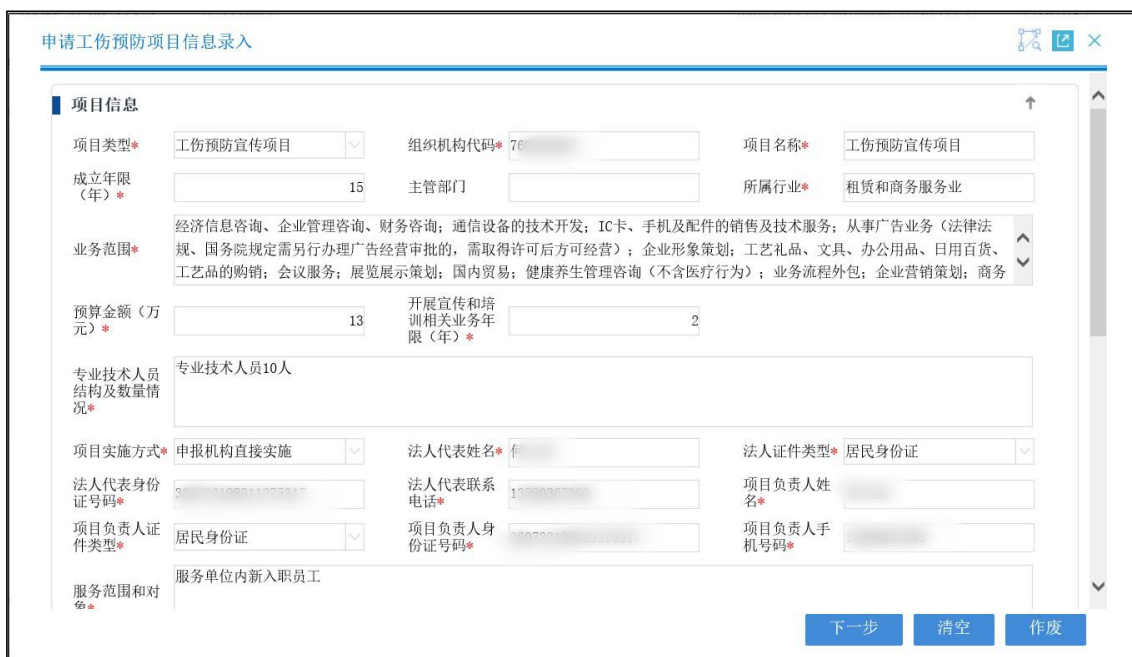 申请工伤预防项目信息录入
项目信息
项目类型* 工伤预防宣传项目 组织机构代码* 76 项目名称* 工伤预防宣传项目
成立年限
（年）* 15 主管部门 所属行业* 租赁和商务服务业
业务范围* 经济信息咨询、企业管理咨询、财务咨询；通信设备的技术开发；IC卡、手机及配件的销售及技术服务；从事广告业务（法律法
规、国务院规定需另行办理广告经营审批的，需取得许可后方可经营）；企业形象策划；工艺礼品、文具、办公用品、日用百货、
工艺品的购销；会议服务；展览展示策划；国内贸易；健康养生管理咨询（不含医疗行为）；业务流程外包；企业营销策划；商务
预算金额（万
元）* 13
开展宣传和培
训相关业务年
限（年）* 2
专业技术人员
结构及数量情
况*
专业技术人员10人
项目实施方式* 申报机构直接实施 法人代表姓名* 何 法人证件类型* 居民身份证
法人代表身份
证号码*
法人代表联系
电话*
项目负责人姓
名*
项目负责人证
件类型* 居民身份证
项目负责人身
份证号码*
项目负责人手
机号码*
服务范围和对
象*
服务单位内新入职员工
下一步 清空 作废